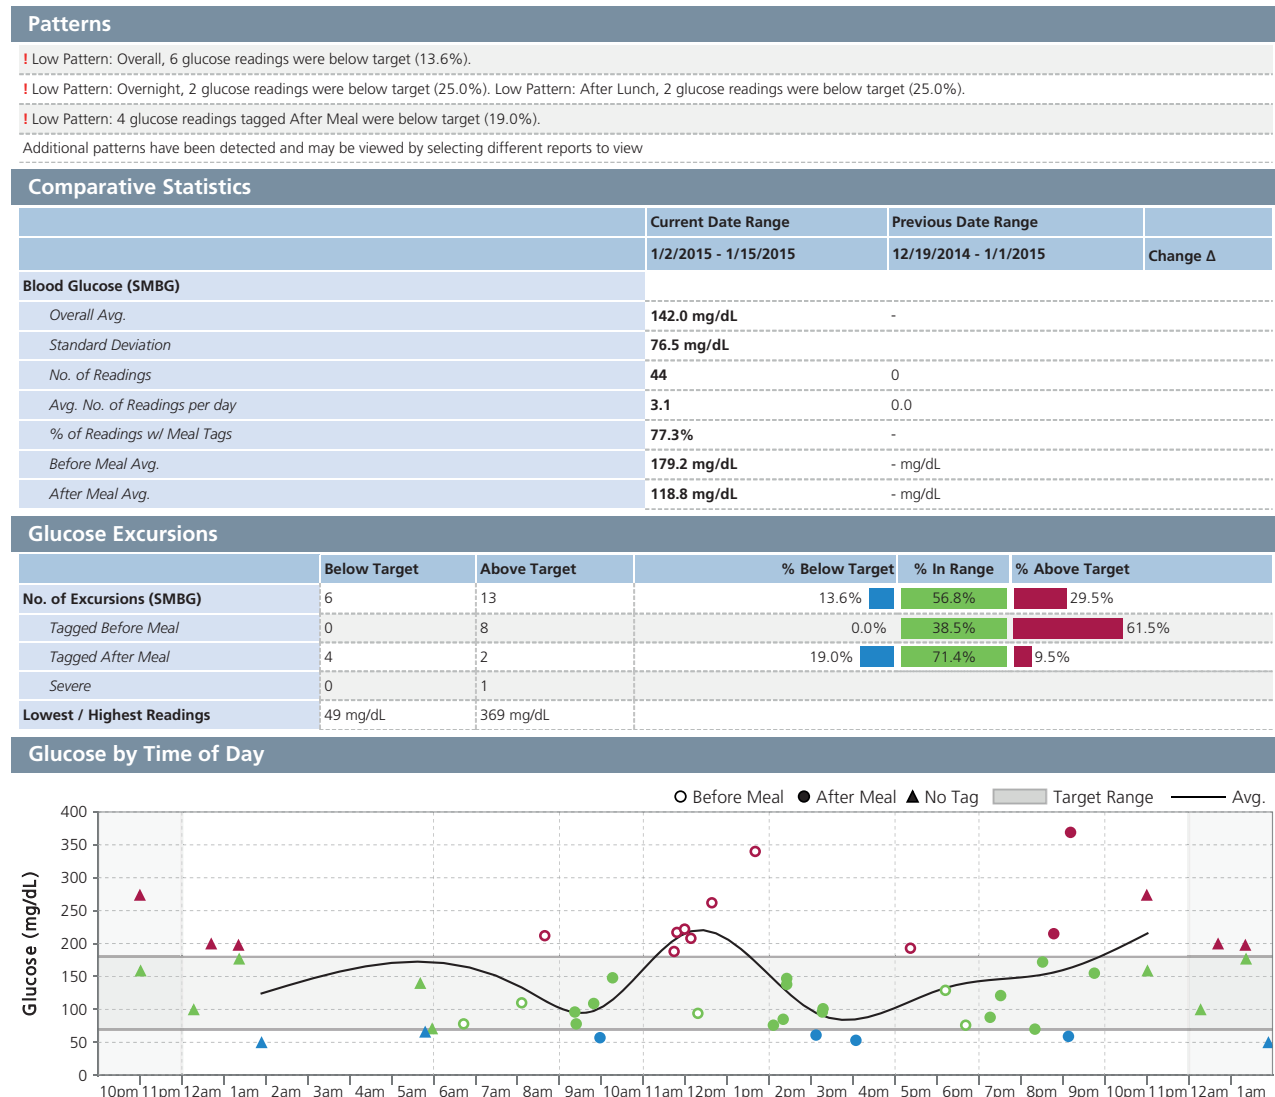 Patterns
! Low Pattern: Overall, 6 glucose readings were below target (13.6%).
! Low Pattern: Overnight, 2 glucose readings were below target (25.0%). Low Pattern: After Lunch, 2 glucose readings were below target (25.0%).
! Low Pattern: 4 glucose readings tagged After Meal were below target (19.0%).
Additional patterns have been detected and may be viewed by selecting different reports to view
Comparative Statistics
Current Date Range Previous Date Range
1/2/2015 - 1/15/2015 12/19/2014 - 1/1/2015 Change Δ
Blood Glucose (SMBG)
Overall Avg. 142.0 mg/dL -
Standard Deviation 76.5 mg/dL
No. of Readings 44 0
Avg. No. of Readings per day 3.1 0.0
% of Readings w/ Meal Tags 77.3% -
Before Meal Avg. 179.2 mg/dL - mg/dL
After Meal Avg. 118.8 mg/dL - mg/dL
Glucose Excursions
Below Target Above Target % Below Target % In Range % Above Target
No. of Excursions (SMBG) 6 13 13.6% 56.8% 29.5%
Tagged Before Meal 0 8 0.0% 38.5% 61.5%
Tagged After Meal 4 2 19.0% 71.4% 9.5%
Severe 0 1
Lowest / Highest Readings 49 mg/dL 369 mg/dL
Glucose by Time of Day
Before Meal After Meal No Tag Target Range Avg.
Glucose (mg/dL)
400
350
300
250
200
150
100
50
0
10pm 11pm 12am 1am 2am 3am 4am 5am 6am 7am 8am 9am 10am 11am 12pm 1pm 2pm 3pm 4pm 5pm 6pm 7pm 8pm 9pm 10pm 11pm 12am 1am